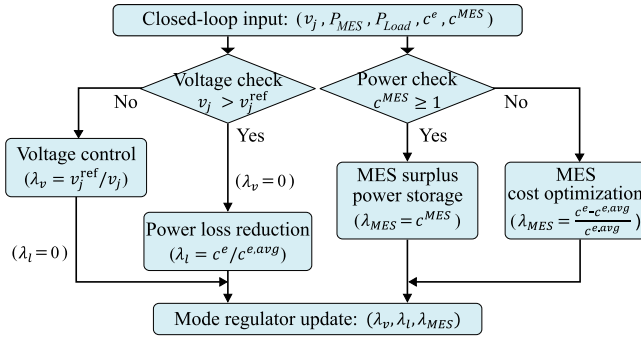 Closed-loop input: (v_j, P_MES, P_Load, c^e, c^MES)
Voltage check
v_j > v_j^ref
Power check
c^MES ≥ 1
No
Yes
Yes
No
Voltage control
(λ_v = v_j^ref/v_j)
(λ_v = 0)
MES surplus
power storage
(λ_MES = c^MES)
MES
cost optimization
(λ_MES = (c^e-c^e,avg)/c^e,avg)
Power loss reduction
(λ_l = c^e/c^e,avg)
(λ_l = 0)
Mode regulator update: (λ_v, λ_l, λ_MES)